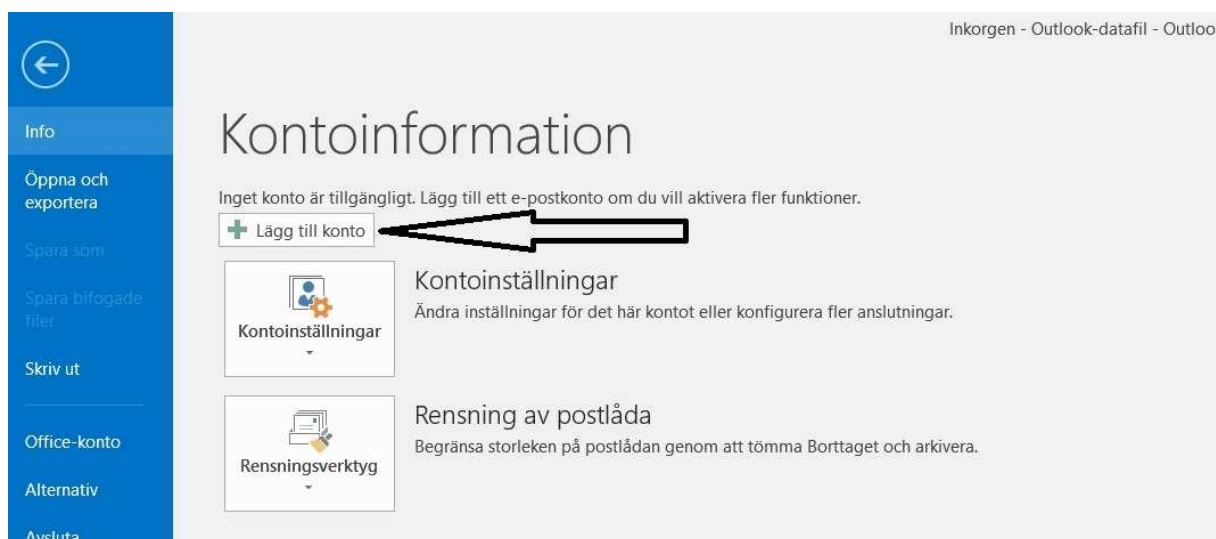 Inkorgen - Outlook-datafil - Outloo
Info
Öppna och
exportera
Spara som
Spara bifogade
filer
Skriv ut
Office-konto
Alternativ
Avsluta
Kontoinformation
Inget konto är tillgängligt. Lägg till ett e-postkonto om du vill aktivera fler funktioner.
Lägg till konto
Kontoinställningar
Kontoinställningar
Ändra inställningar för det här kontot eller konfigurera fler anslutningar.
Rensningsverktyg
Rensning av postlåda
Begränsa storleken på postlådan genom att tömma Borttaget och arkivera.